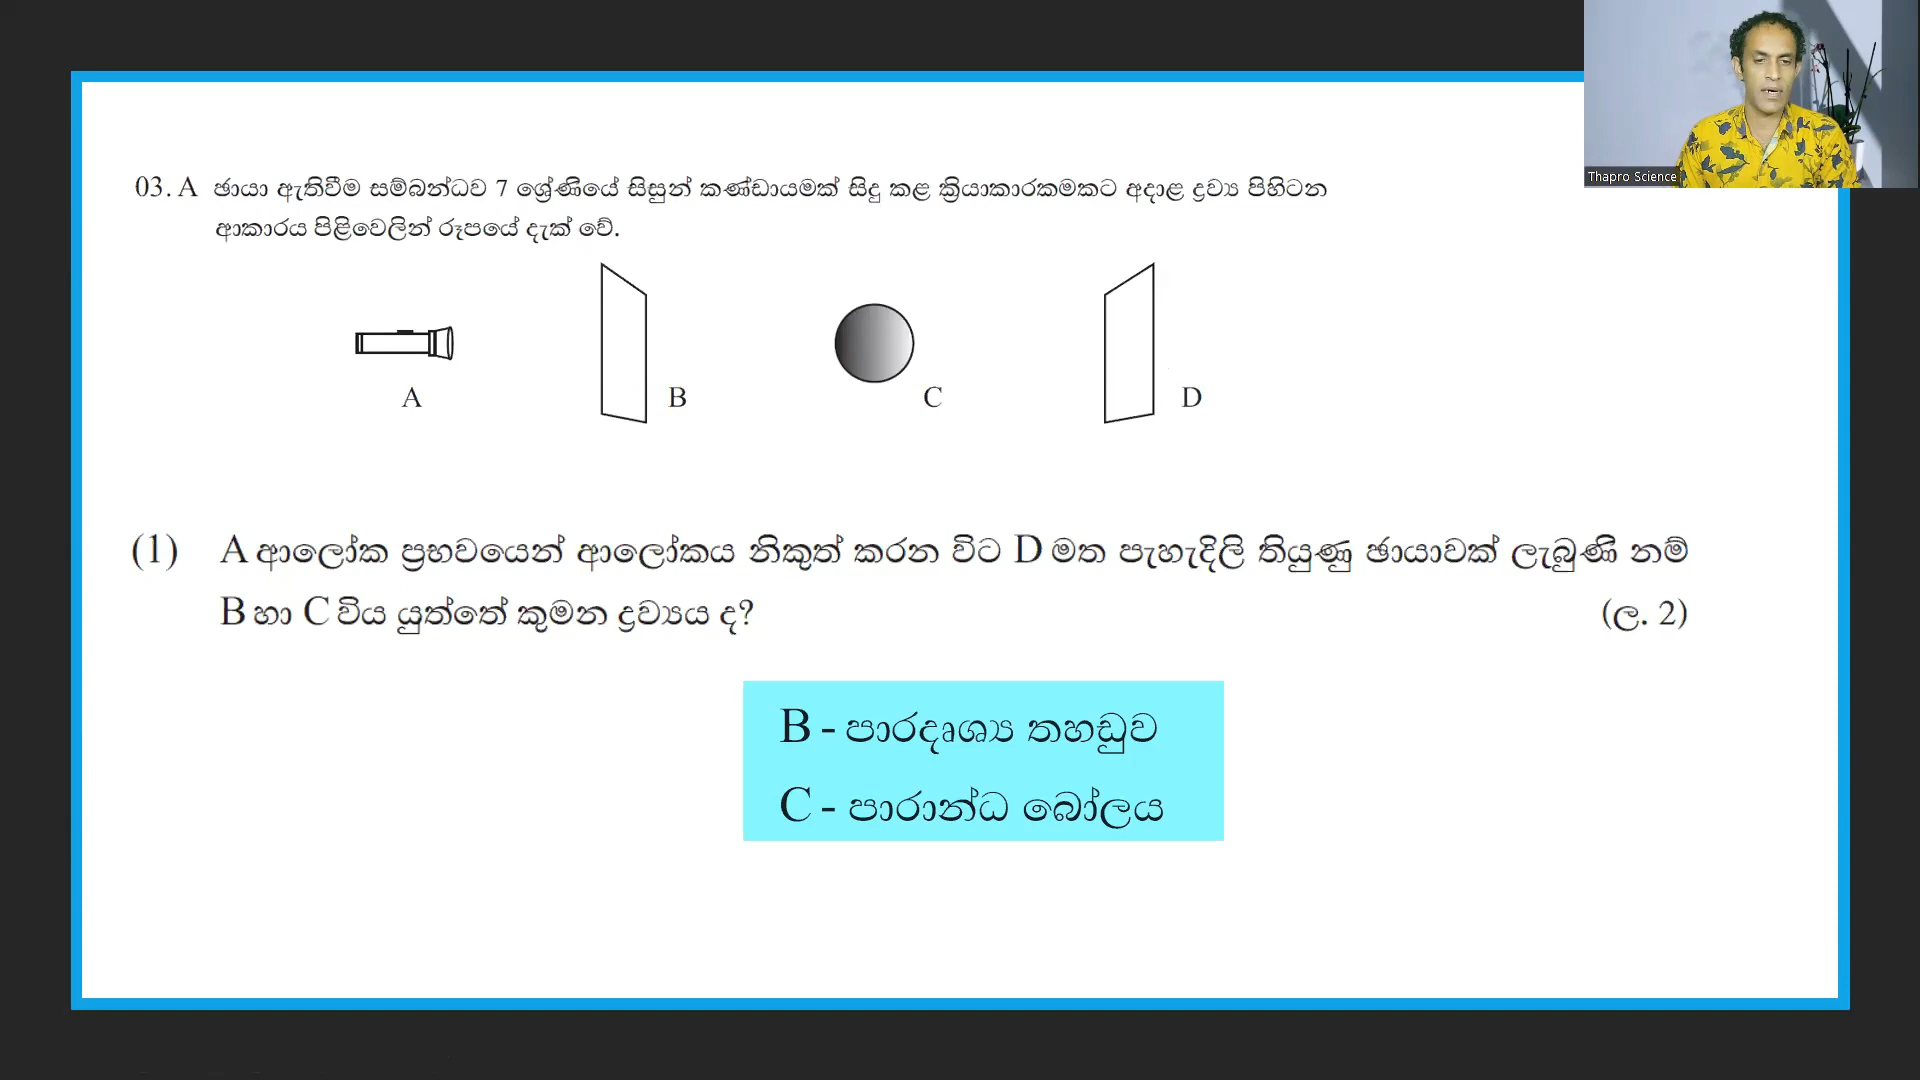 Thapro Science
03. A ඡායා ඇතිවීම සම්බන්ධව 7 ශ්‍රේණියේ සිසුන් කණ්ඩායමක් සිදු කළ ක්‍රියාකාරකමකට අදාළ ද්‍රව්‍ය පිහිටන
ආකාරය පිළිවෙලින් රූපයේ දැක් වේ.
A B C D
(1) A ආලෝක ප්‍රභවයෙන් ආලෝකය නිකුත් කරන විට D මත පැහැදිලි තියුණු ඡායාවක් ලැබුණි නම්
B හා C විය යුත්තේ කුමන ද්‍රව්‍යය ද? (ල. 2)
B - පාරදෘශ්‍ය තහඩුව
C - පාරාන්ධ බෝලය